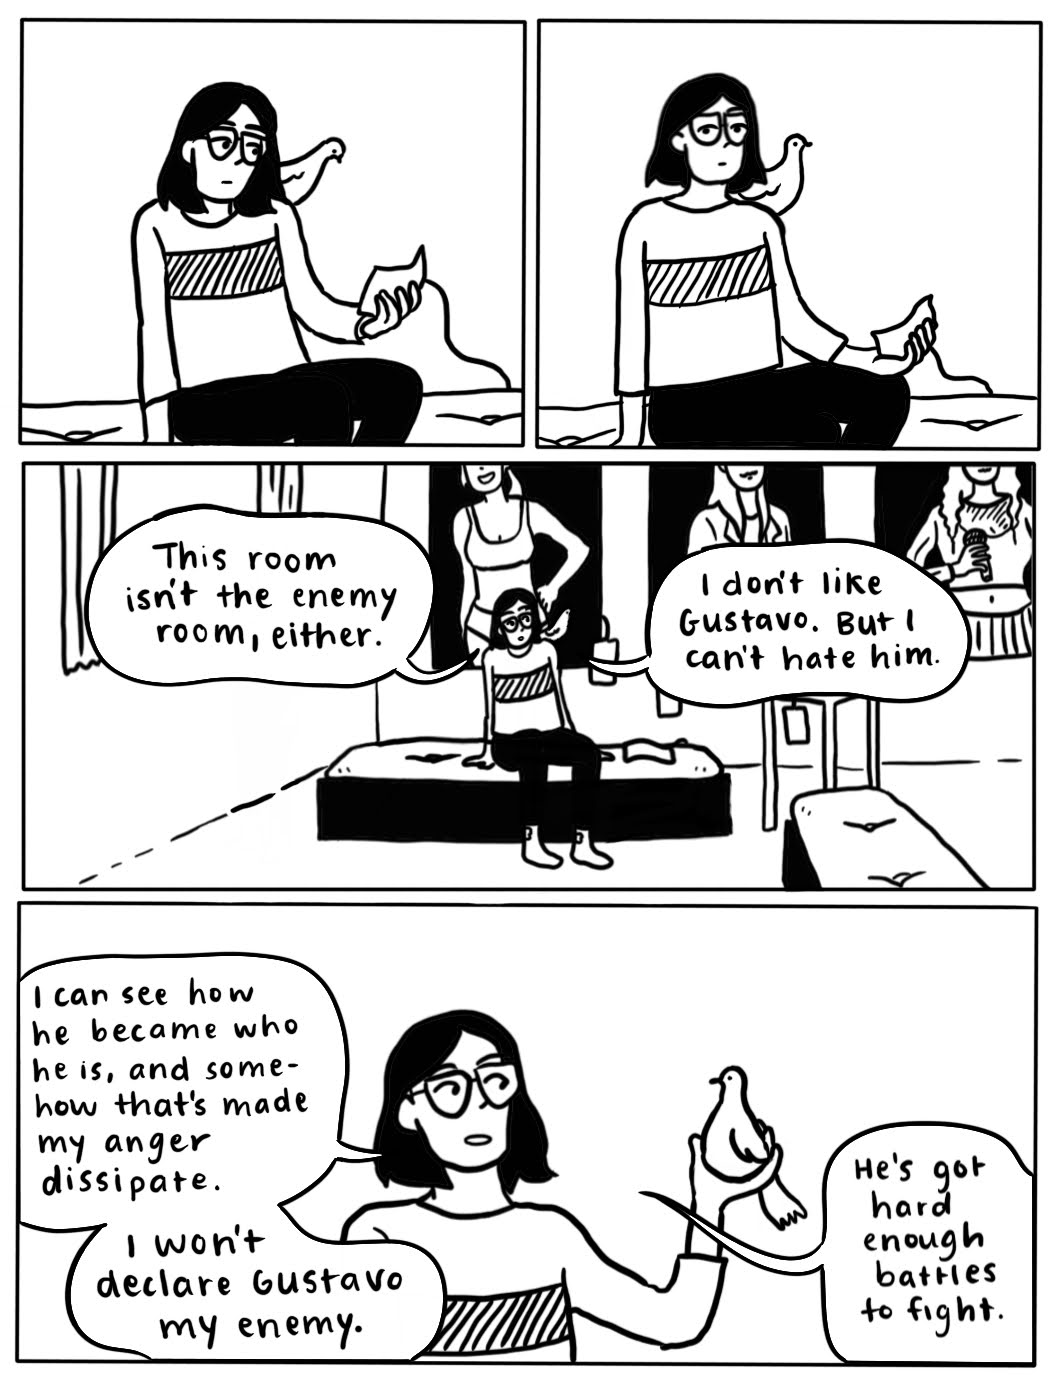 This room
isn't the enemy
room, either.
I don't like
Gustavo. But I
can't hate him.
I can see how
he became who
he is, and some-
how that's made
my anger
dissipate.
I won't
declare Gustavo
my enemy.
He's got
hard
enough
battles
to fight.